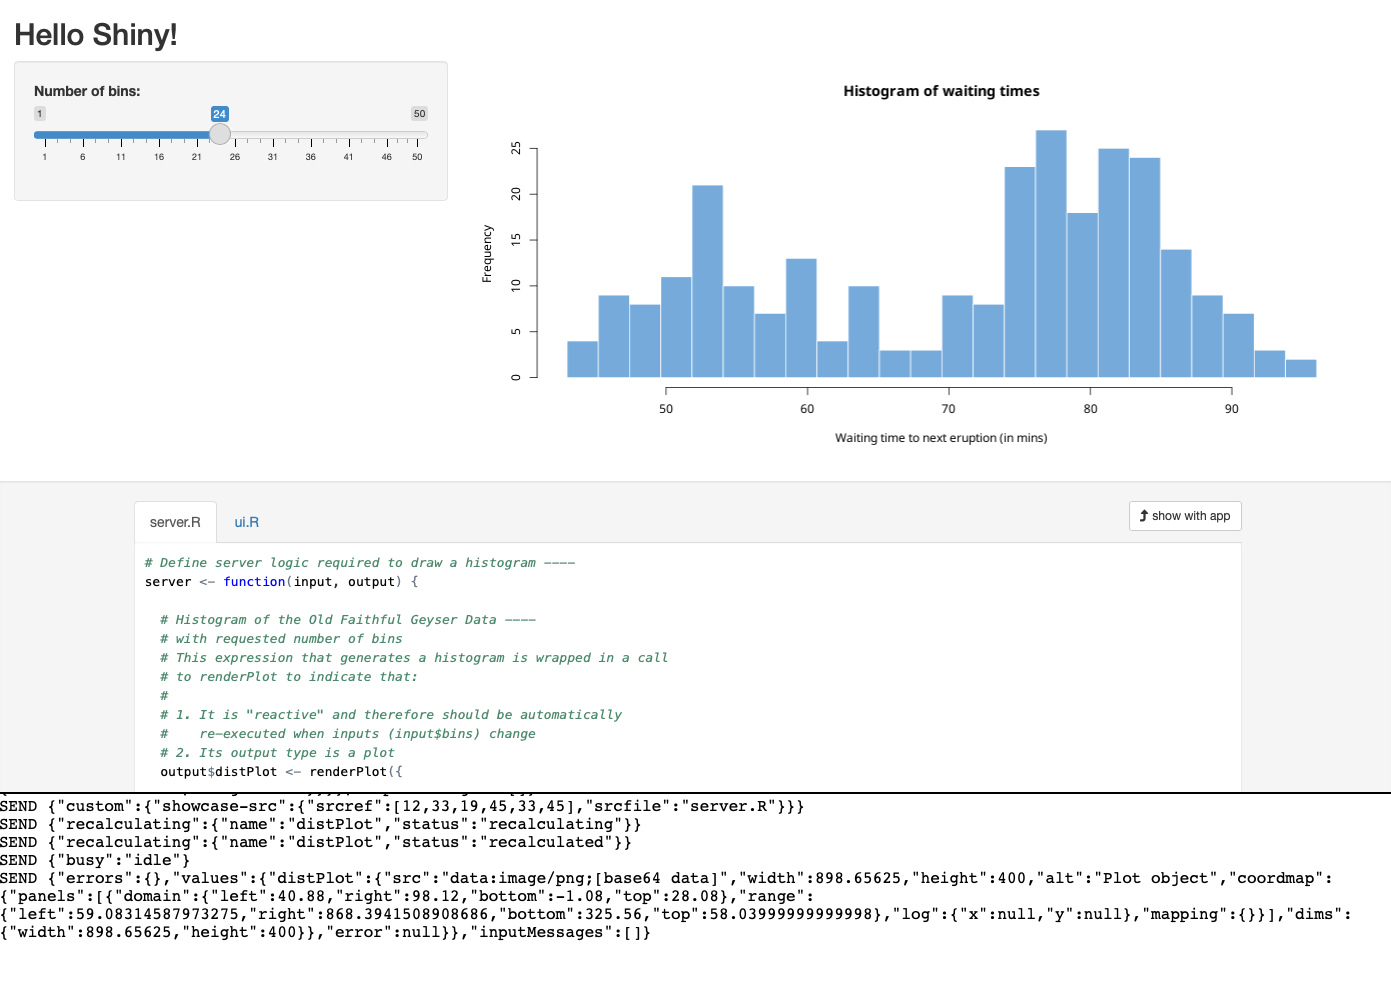 Hello Shiny!
Number of bins:
1 24 50
1 6 11 16 21 26 31 36 41 46 50
Histogram of waiting times
Frequency
25
20
15
10
5
0
50 60 70 80 90
Waiting time to next eruption (in mins)
server.R ui.R show with app
# Define server logic required to draw a histogram ----
server <- function(input, output) {
# Histogram of the Old Faithful Geyser Data ----
# with requested number of bins
# This expression that generates a histogram is wrapped in a call
# to renderPlot to indicate that:
#
# 1. It is "reactive" and therefore should be automatically
#    re-executed when inputs (input$bins) change
# 2. Its output type is a plot
output$distPlot <- renderPlot({
SEND {"custom":{"showcase-src":{"srcref":[12,33,19,45,33,45],"srcfile":"server.R"}}}
SEND {"recalculating":{"name":"distPlot","status":"recalculating"}}
SEND {"recalculating":{"name":"distPlot","status":"recalculated"}}
SEND {"busy":"idle"}
SEND {"errors":{},"values":{"distPlot":{"src":"data:image/png;[base64 data]","width":898.65625,"height":400,"alt":"Plot object","coordmap":
{"panels":[{"domain":{"left":40.88,"right":98.12,"bottom":-1.08,"top":28.08},"range":
{"left":59.08314587973275,"right":868.3941508908686,"bottom":325.56,"top":58.03999999999998},"log":{"x":null,"y":null},"mapping":{}}],"dims":
{"width":898.65625,"height":400}},"error":null}},"inputMessages":[]}